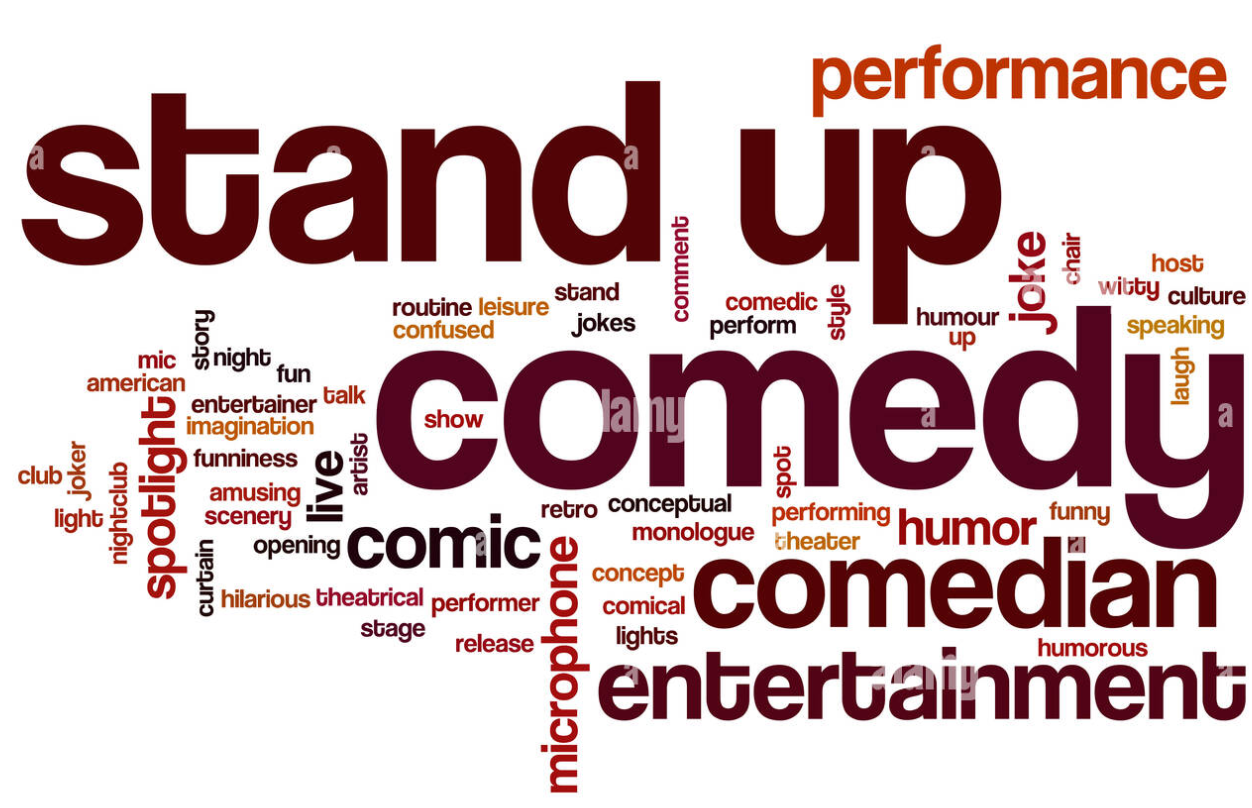 performance
stand up
comment
joke
chair
host
witty
culture
speaking
laugh
routine
leisure
stand
confused
jokes
comedic
style
perform
humour
up
story
night
mic
fun
american
entertainer
talk
imagination
comedy
show
spotlight
funniness
live
artist
club
joker
nightclub
light
amusing
scenery
opening
comic
retro
conceptual
spot
monologue
performing
theater
humor
funny
curtain
hilarious
theatrical
performer
stage
release
microphone
concept
comical
lights
comedian
humorous
entertainment
a
a
a
a
alamy
a
a
a
alamy